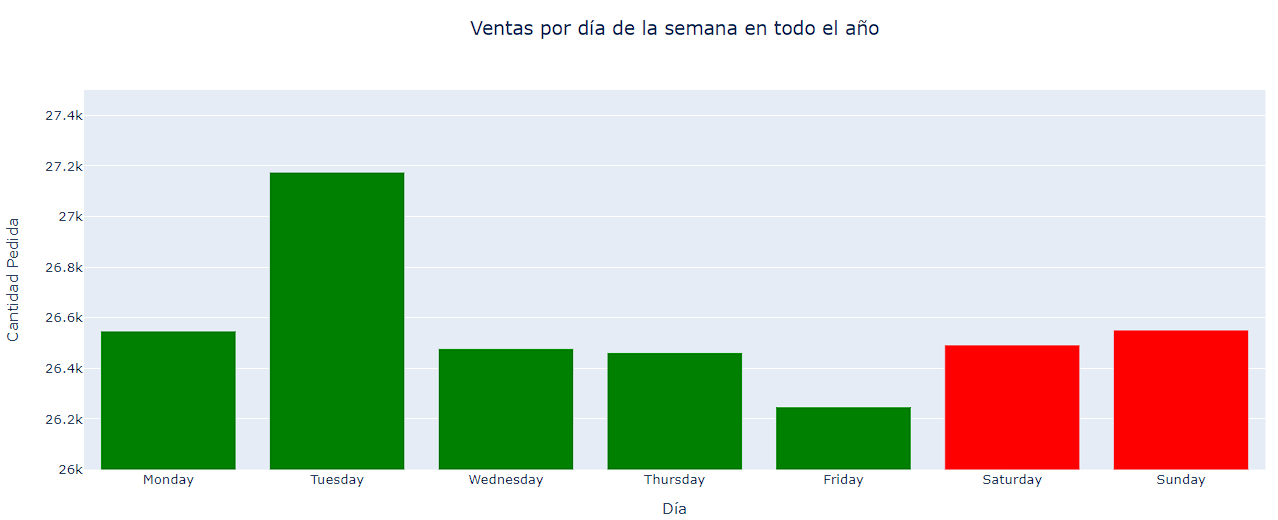 Ventas por día de la semana en todo el año
Cantidad Pedida
27.4k
27.2k
27k
26.8k
26.6k
26.4k
26.2k
26k
Monday Tuesday Wednesday Thursday Friday Saturday Sunday
Día